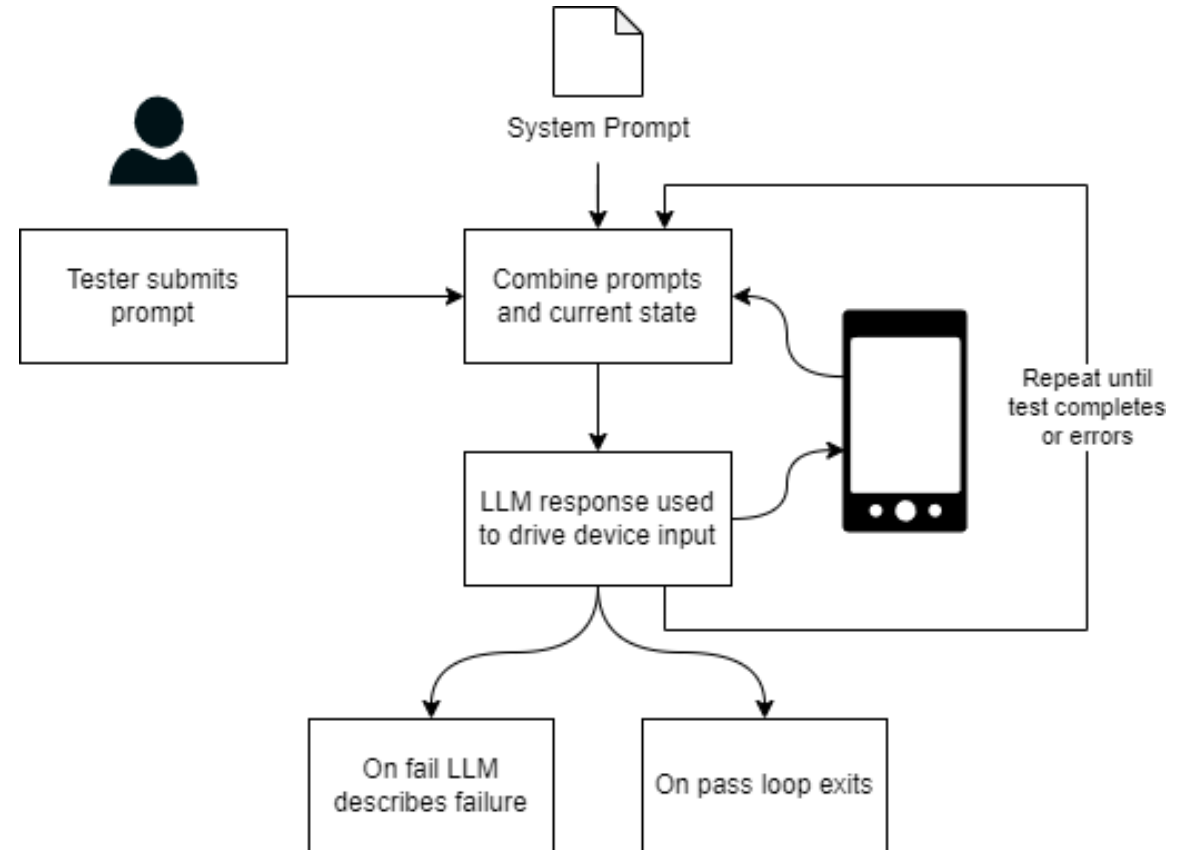 System Prompt
Tester submits
prompt
Combine prompts
and current state
Repeat until
test completes
or errors
LLM response used
to drive device input
On fail LLM
describes failure
On pass loop exits